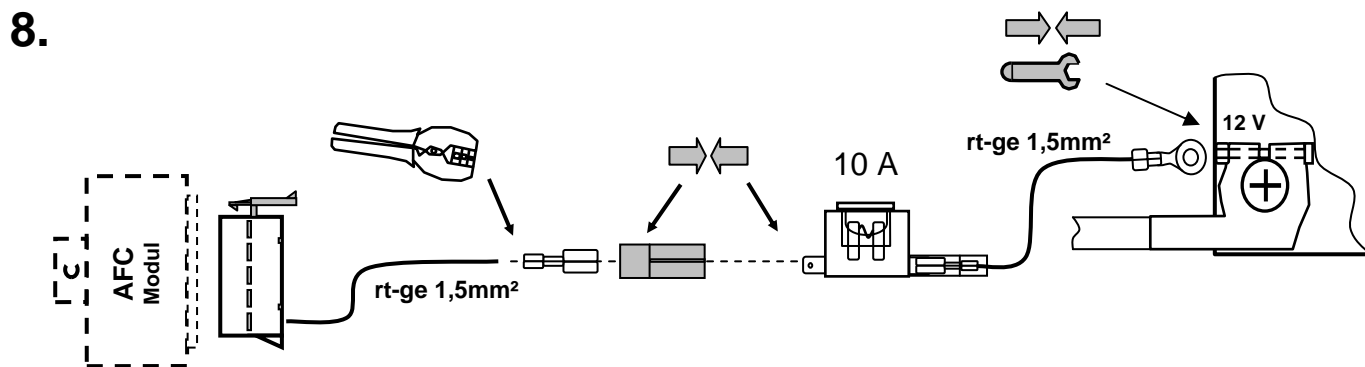 8.
10 A
12 V
rt-ge 1,5mm²
rt-ge 1,5mm²
AFC
Modul
C